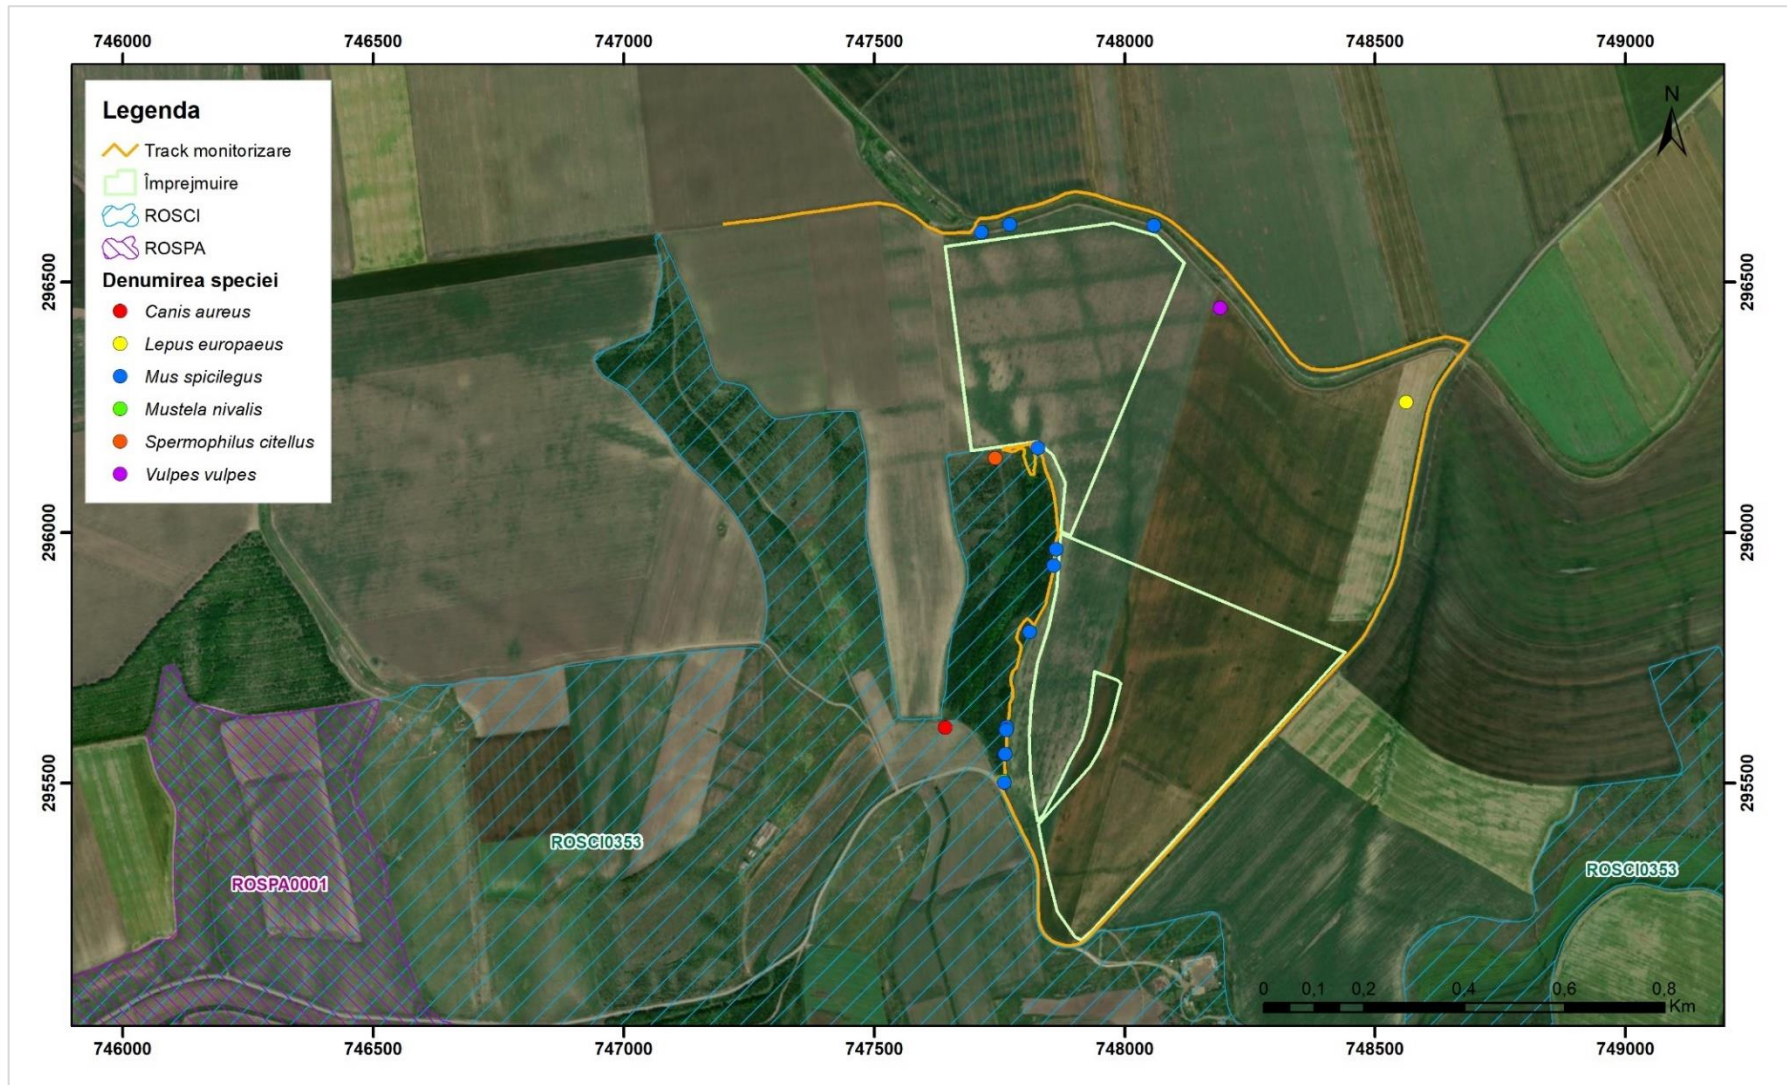 746000 746500 747000 747500 748000 748500 749000
Legenda
Track monitorizare
Împrejmuire
ROSCI
ROSPA
Denumirea speciei
Canis aureus
Lepus europaeus
Mus spicilegus
Mustela nivalis
Spermophilus citellus
Vulpes vulpes
N
296500 296500
296000 296000
295500 295500
ROSCI0353
ROSPA0001
ROSCI0353
0 0,1 0,2 0,4 0,6 0,8
Km
746000 746500 747000 747500 748000 748500 749000